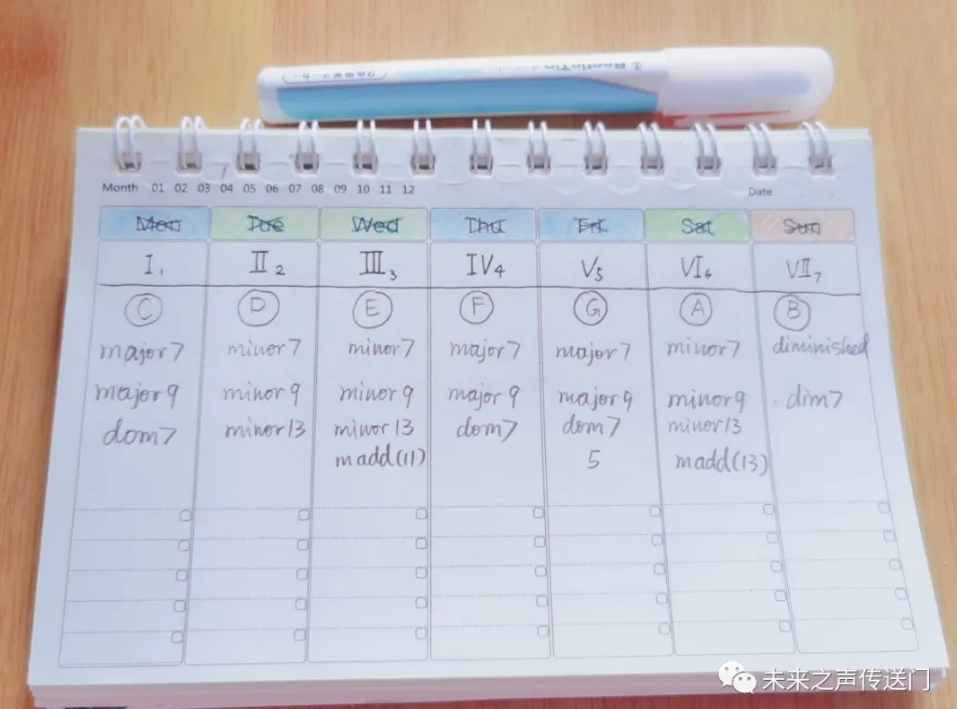 Month 01 02 03 04 05 06 07 08 09 10 11 12
Date
Mon Tue Wed Thu Fri Sat Sun
I₁ II₂ III₃ IV₄ V₅ VI₆ VII₇
C D E F G A B
major7 minor7 minor7 major7 major7 minor7 diminished
major9 minor9 minor9 major9 major9 minor9 dim7
dom7 minor13 minor13 dom7 dom7 minor13
madd(11) 5 madd(13)
未来之声传送门